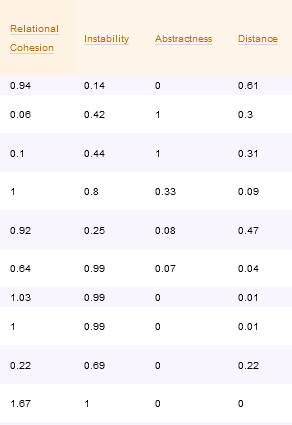 Relational Cohesion Instability Abstractness Distance
0.94 0.14 0 0.61
0.06 0.42 1 0.3
0.1 0.44 1 0.31
1 0.8 0.33 0.09
0.92 0.25 0.08 0.47
0.64 0.99 0.07 0.04
1.03 0.99 0 0.01
1 0.99 0 0.01
0.22 0.69 0 0.22
1.67 1 0 0